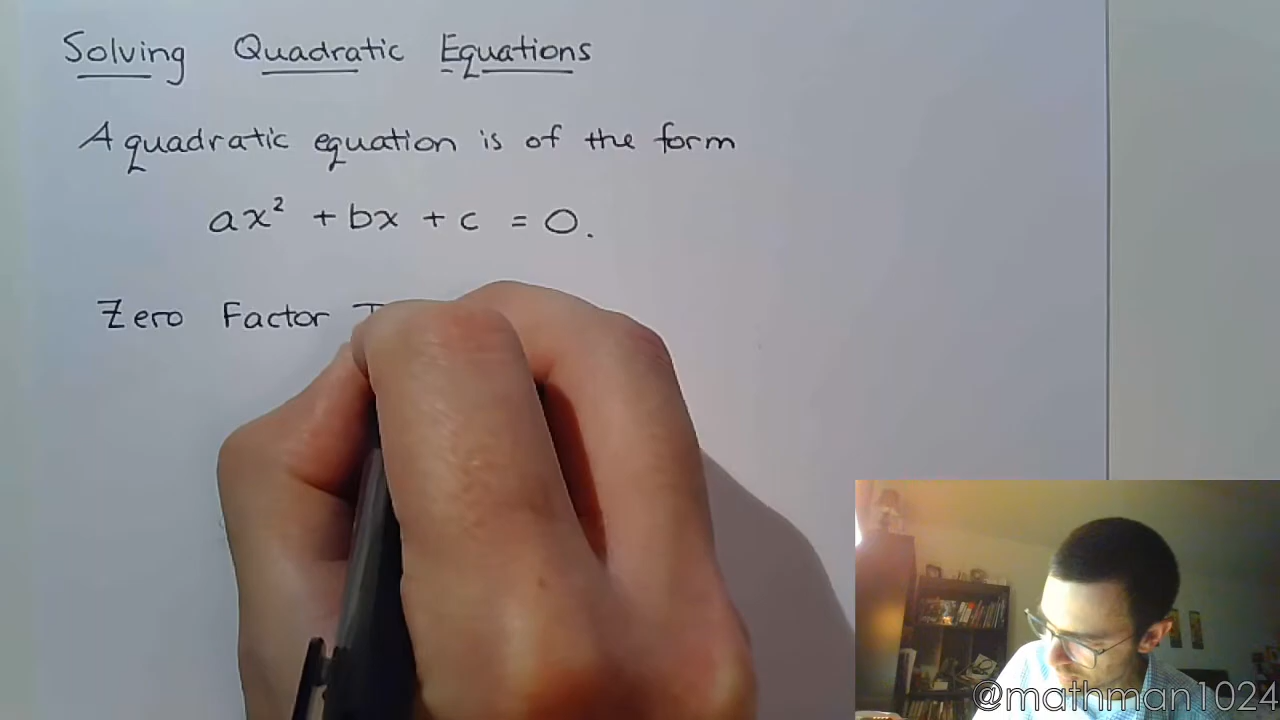 Solving Quadratic Equations
A quadratic equation is of the form
ax² + bx + c = 0.
Zero Factor
@mathman1024